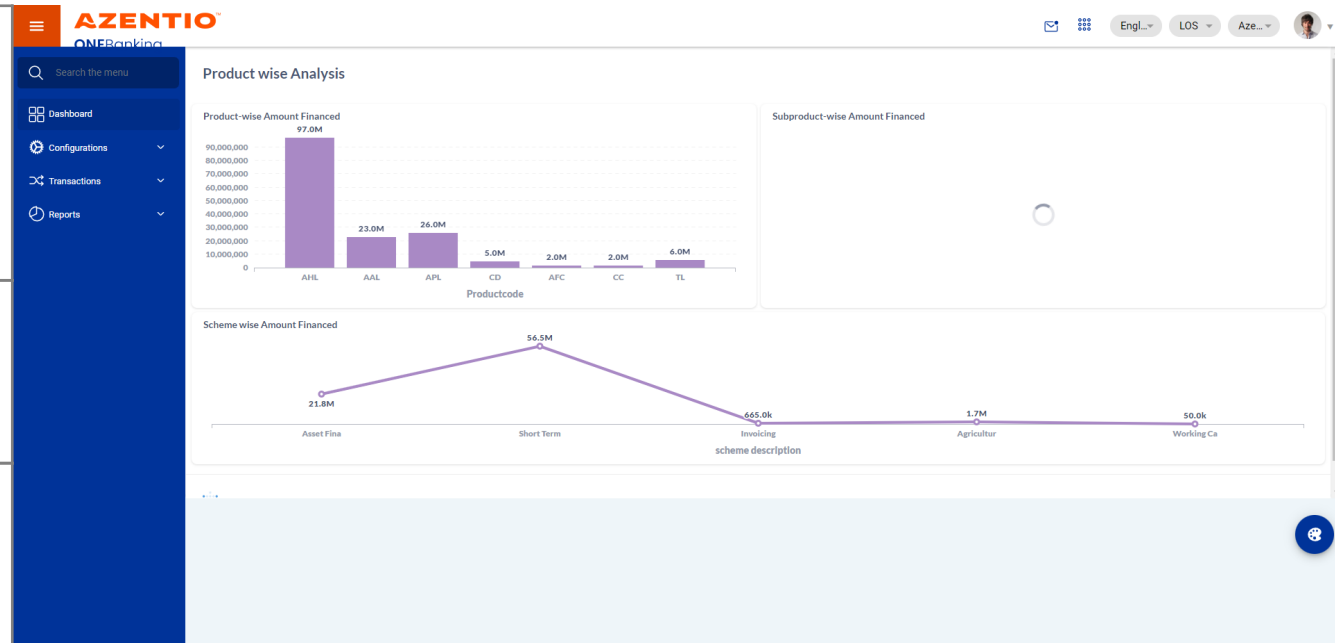 AZENTIO™
ONEBanking
Engl...
LOS
Aze...
Search the menu
Dashboard
Configurations
Transactions
Reports
Product wise Analysis
Product-wise Amount Financed
97.0M
90,000,000
80,000,000
70,000,000
60,000,000
50,000,000
40,000,000
30,000,000
20,000,000
10,000,000
0
23.0M
26.0M
5.0M
2.0M
2.0M
6.0M
AHL AAL APL CD AFC CC TL
Productcode
Subproduct-wise Amount Financed
Scheme wise Amount Financed
56.5M
21.8M
665.0k
1.7M
50.0k
Asset Fina Short Term Invoicing Agricultur Working Ca
scheme description